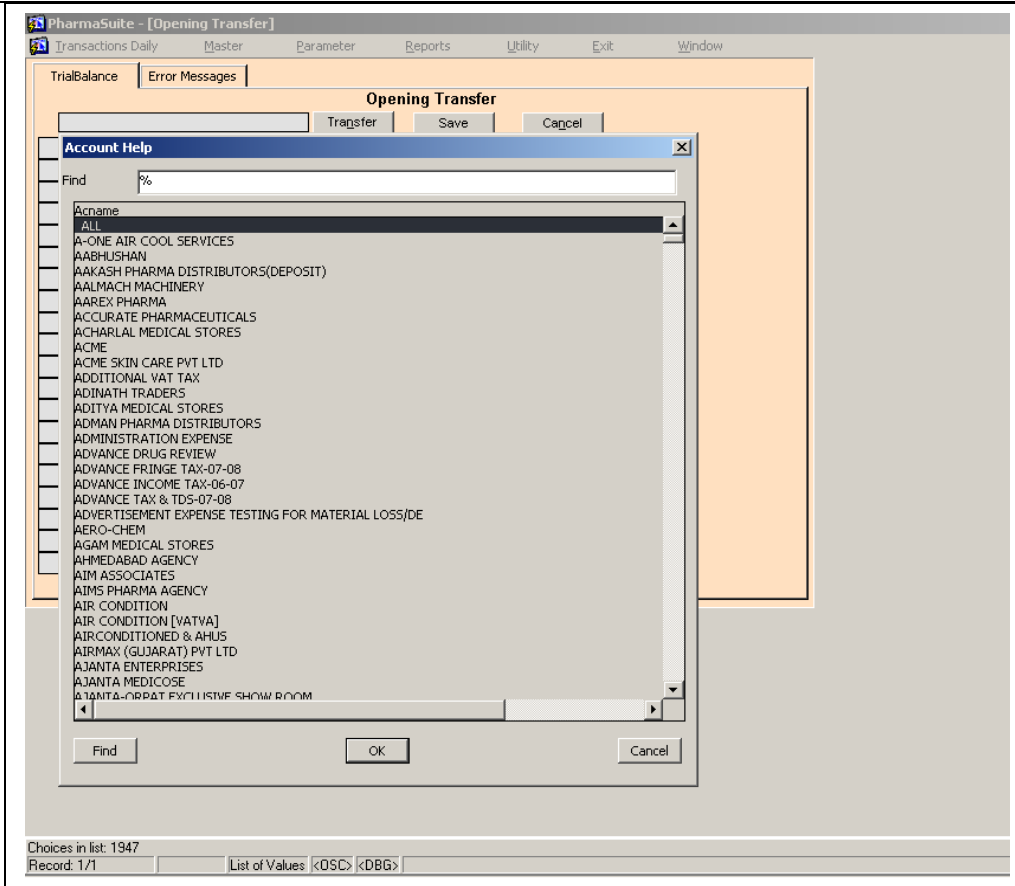 PharmaSuite - [Opening Transfer]
Transactions Daily Master Parameter Reports Utility Exit Window
TrialBalance Error Messages
Opening Transfer
Transfer Save Cancel
Account Help
Find %
Acname
ALL
A-ONE AIR COOL SERVICES
AABHUSHAN
AAKASH PHARMA DISTRIBUTORS(DEPOSIT)
AALMACH MACHINERY
AAREX PHARMA
ACCURATE PHARMACEUTICALS
ACHARLAL MEDICAL STORES
ACME
ACME SKIN CARE PVT LTD
ADDITIONAL VAT TAX
ADINATH TRADERS
ADITYA MEDICAL STORES
ADMAN PHARMA DISTRIBUTORS
ADMINISTRATION EXPENSE
ADVANCE DRUG REVIEW
ADVANCE FRINGE TAX-07-08
ADVANCE INCOME TAX-06-07
ADVANCE TAX & TDS-07-08
ADVERTISEMENT EXPENSE TESTING FOR MATERIAL LOSS/DE
AERO-CHEM
AGAM MEDICAL STORES
AHMEDABAD AGENCY
AIM ASSOCIATES
AIMS PHARMA AGENCY
AIR CONDITION
AIR CONDITION [VATVA]
AIRCONDITIONED & AHUS
AIRMAX (GUJARAT) PVT LTD
AJANTA ENTERPRISES
AJANTA MEDICOSE
AJANTA-ORPAT EXCLUSIVE SHOW ROOM
Find OK Cancel
Choices in list: 1947
Record: 1/1 List of Values <OSC> <DBG>